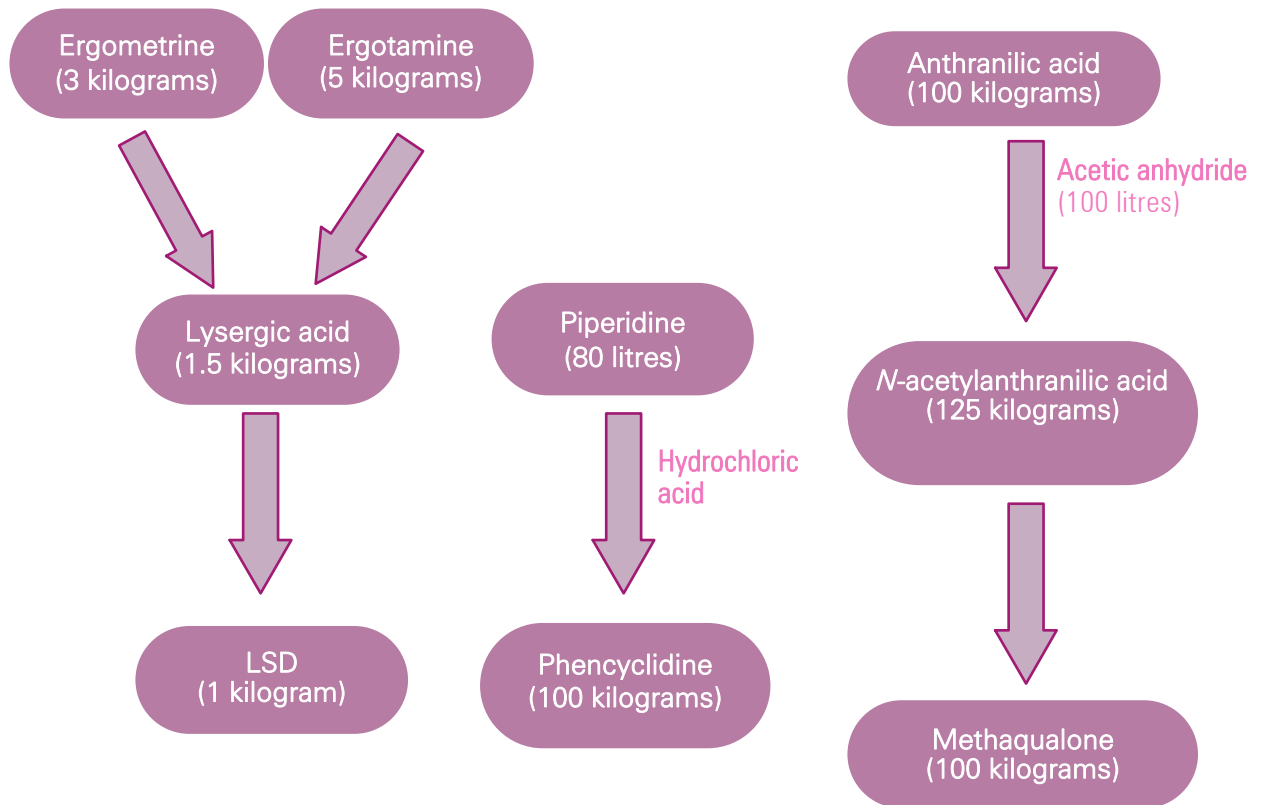 Ergometrine
(3 kilograms)
Ergotamine
(5 kilograms)
Anthranilic acid
(100 kilograms)
Acetic anhydride
(100 litres)
Lysergic acid
(1.5 kilograms)
Piperidine
(80 litres)
N-acetylanthranilic acid
(125 kilograms)
Hydrochloric
acid
LSD
(1 kilogram)
Phencyclidine
(100 kilograms)
Methaqualone
(100 kilograms)